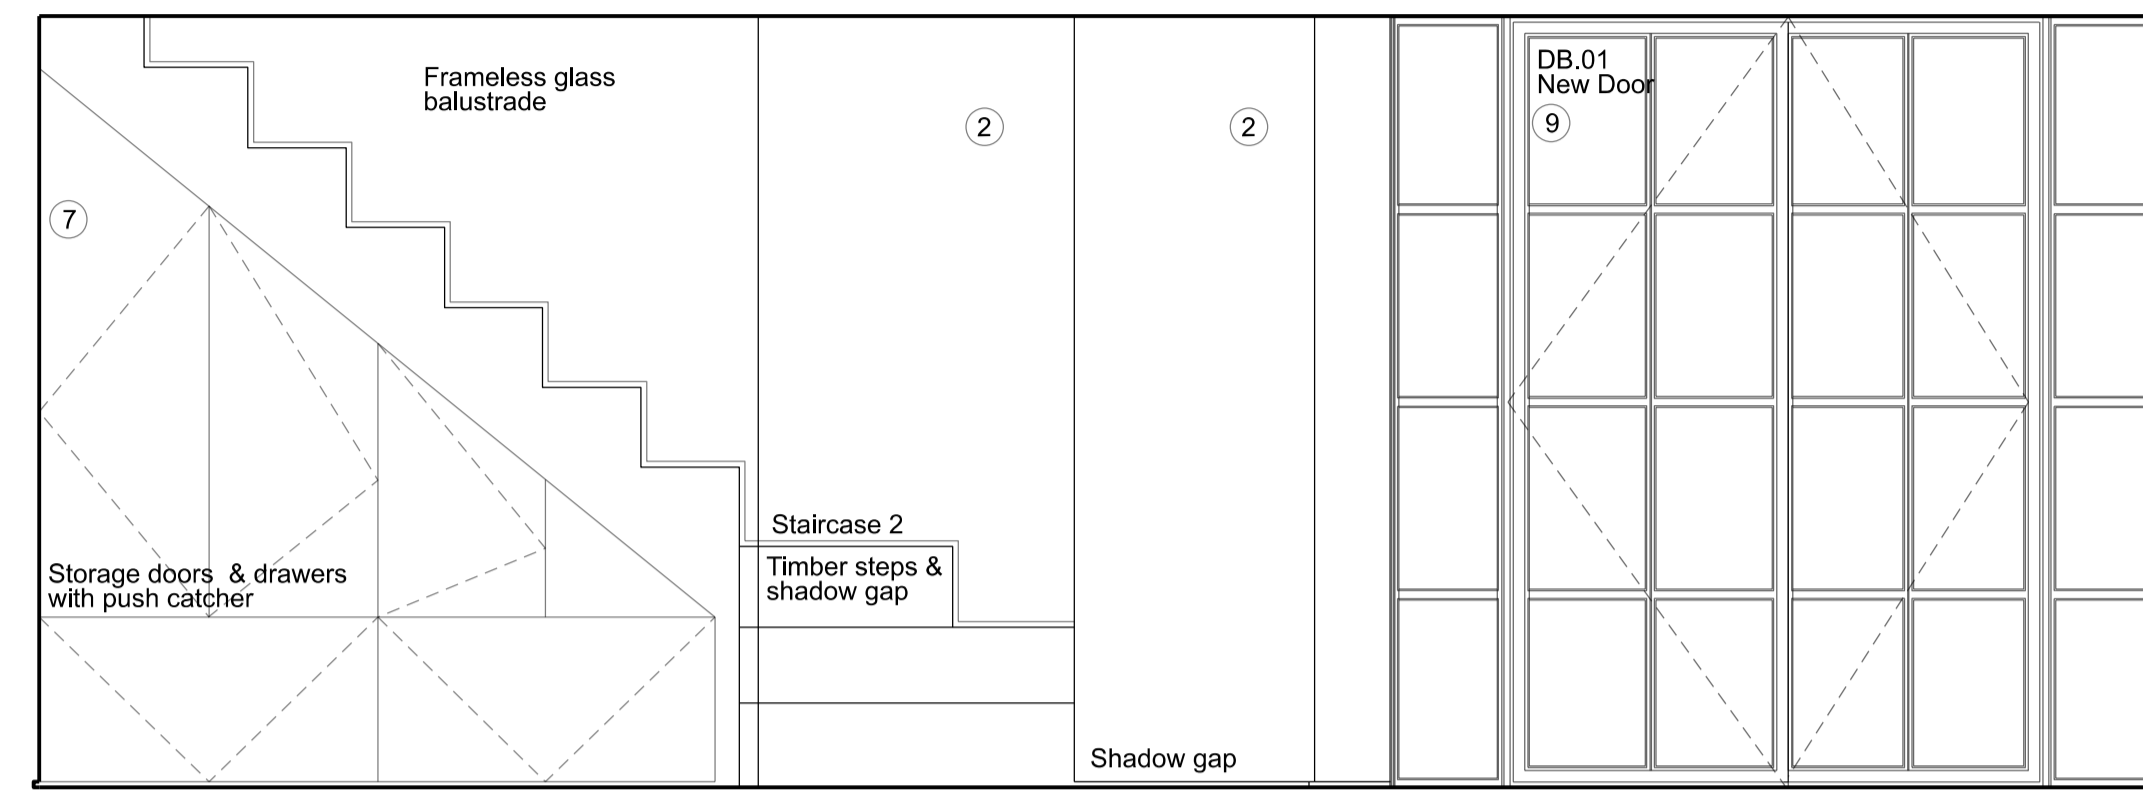 Frameless glass
balustrade
2
2
DB.01
New Door
9
7
Staircase 2
Timber steps &
shadow gap
Storage doors & drawers
with push catcher
Shadow gap